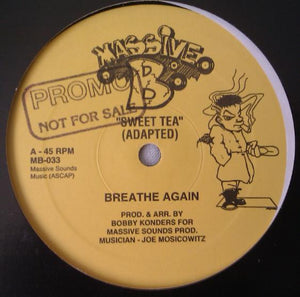 MASSIVE
B
PROMO
NOT FOR SALE
"SWEET TEA"
(ADAPTED)
A - 45 RPM
MB-033
Massive Sounds
Music (ASCAP)
BREATHE AGAIN
PROD. & ARR. BY
BOBBY KONDERS FOR
MASSIVE SOUNDS PROD.
MUSICIAN - JOE MOSICOWITZ